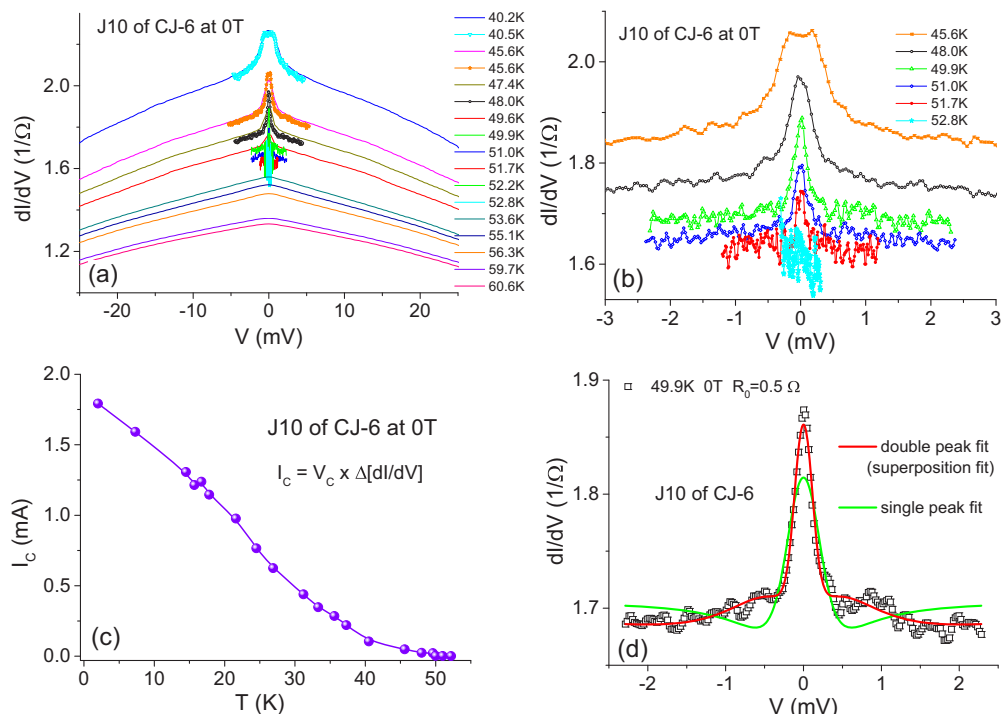 J10 of CJ-6 at 0T
40.2K
40.5K
45.6K
45.6K
47.4K
48.0K
49.6K
49.9K
51.0K
51.7K
52.2K
52.8K
53.6K
55.1K
56.3K
59.7K
60.6K
2.0
1.6
1.2
dI/dV (1/Ω)
(a)
-20
-10
0
10
20
V (mV)
J10 of CJ-6 at 0T
45.6K
48.0K
49.9K
51.0K
51.7K
52.8K
2.0
1.8
1.6
dI/dV (1/Ω)
(b)
-3
-2
-1
0
1
2
3
V (mV)
2.0
1.5
1.0
0.5
0.0
I_C (mA)
J10 of CJ-6 at 0T
I_C = V_C x Δ[dI/dV]
(c)
0
10
20
30
40
50
T (K)
1.9
1.8
1.7
dI/dV (1/Ω)
49.9K 0T R₀=0.5 Ω
double peak fit
(superposition fit)
J10 of CJ-6
single peak fit
(d)
-2
-1
0
1
2
V (mV)